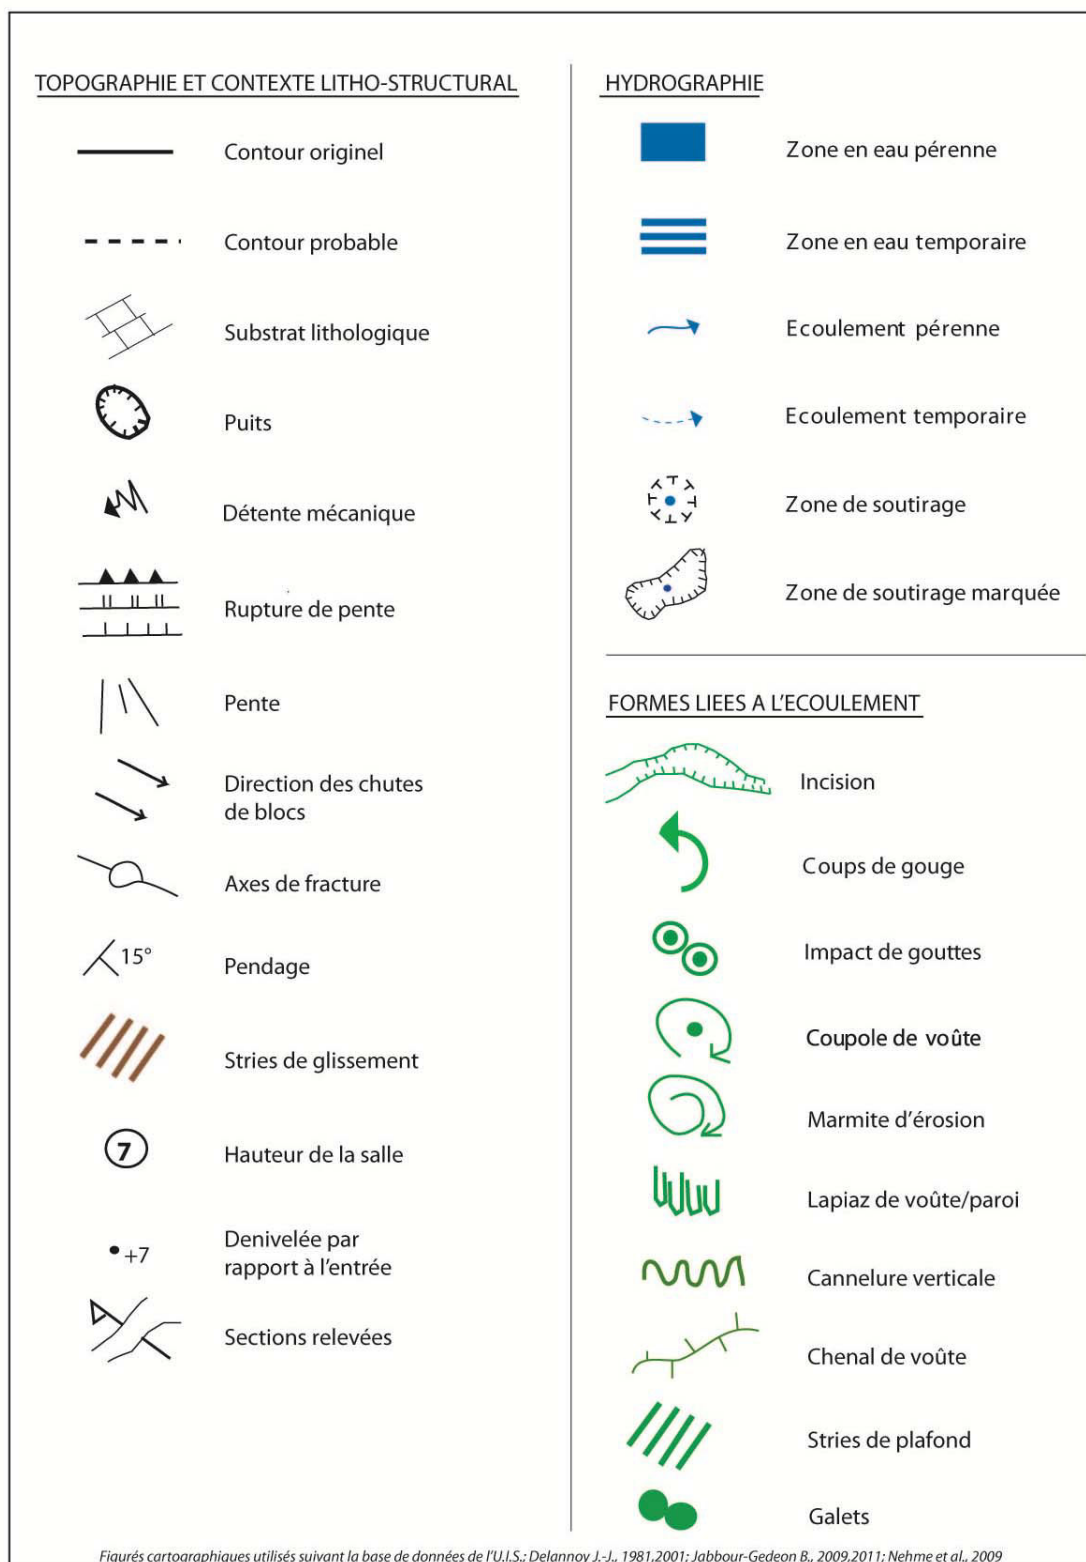 TOPOGRAPHIE ET CONTEXTE LITHO-STRUCTURAL
Contour originel
Contour probable
Substrat lithologique
Puits
Détente mécanique
Rupture de pente
Pente
Direction des chutes
de blocs
Axes de fracture
15°
Pendage
Stries de glissement
7
Hauteur de la salle
+7
Denivelée par
rapport à l'entrée
Sections relevées
HYDROGRAPHIE
Zone en eau pérenne
Zone en eau temporaire
Ecoulement pérenne
Ecoulement temporaire
Zone de soutirage
Zone de soutirage marquée
FORMES LIEES A L'ECOULEMENT
Incision
Coups de gouge
Impact de gouttes
Coupole de voûte
Marmite d'érosion
Lapiaz de voûte/paroi
Cannelure verticale
Chenal de voûte
Stries de plafond
Galets
Figurés cartographiques utilisés suivant la base de données de l'U.I.S.: Delannoy J.-J., 1981,2001; Jabbour-Gedeon B., 2009,2011; Nehme et al., 2009